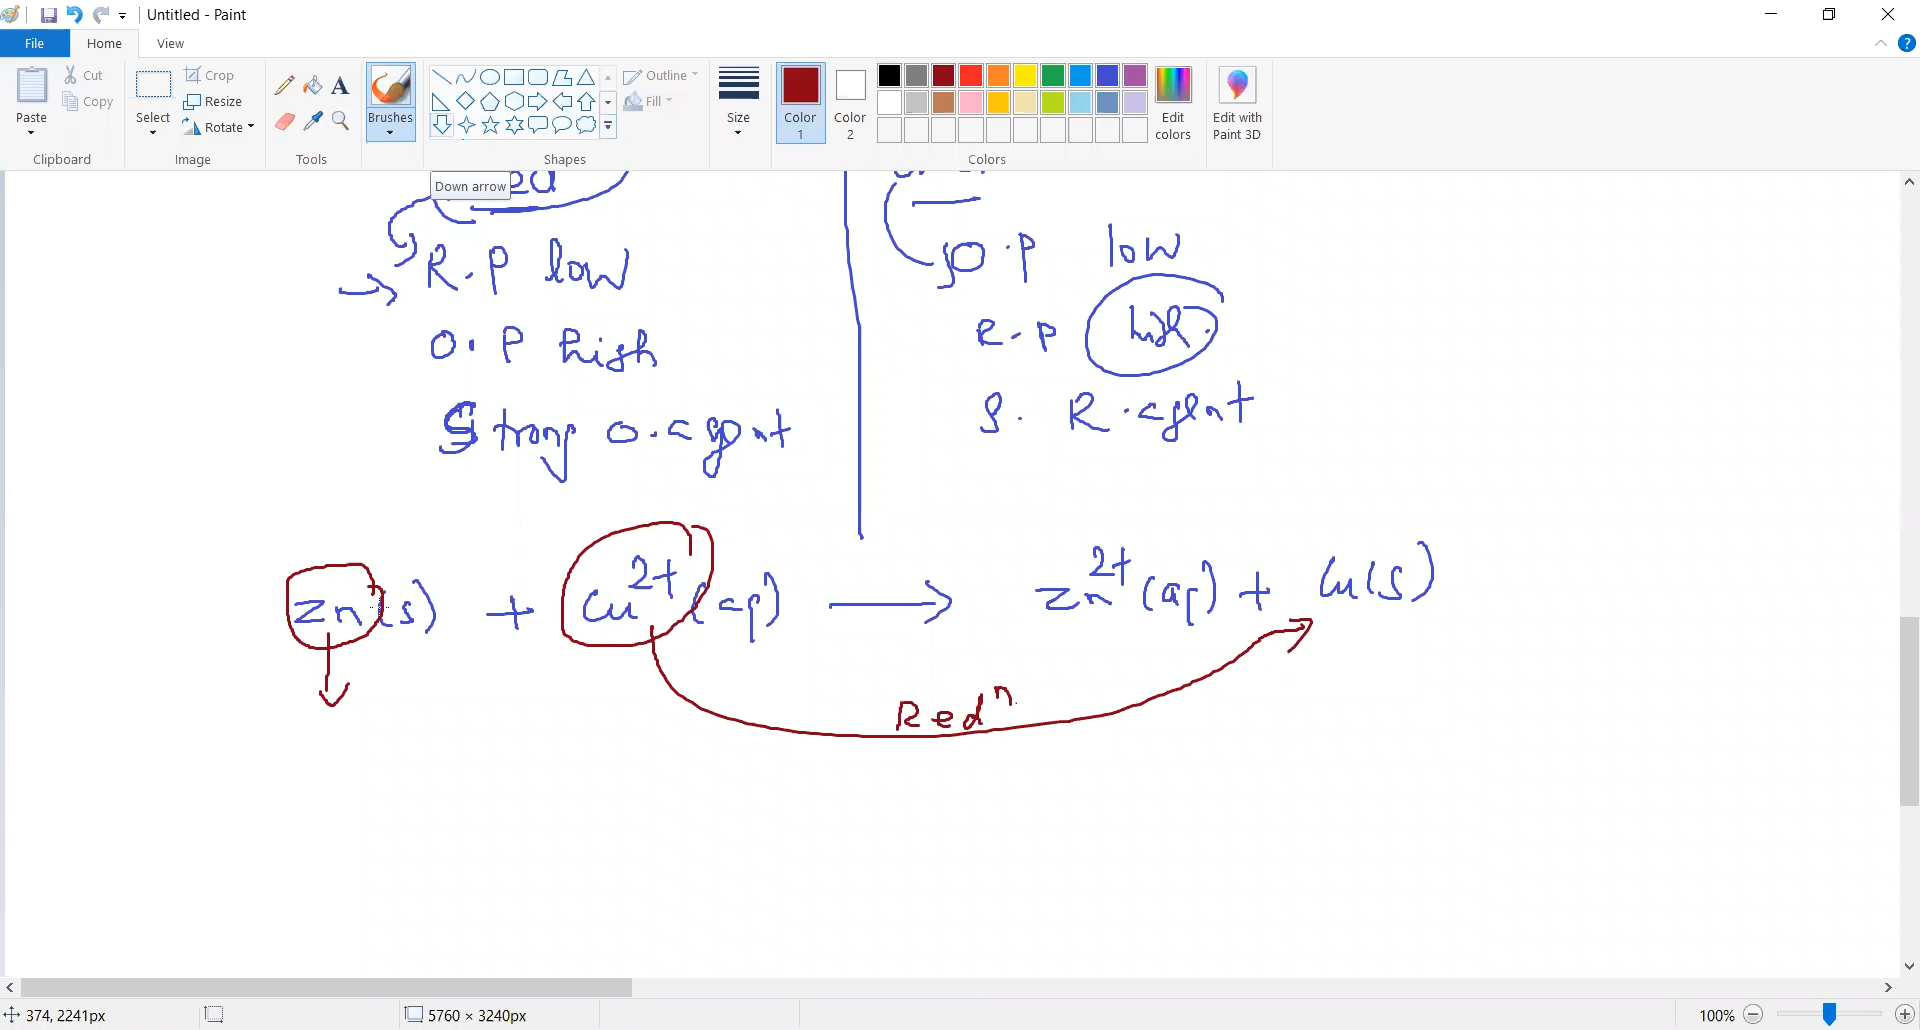 Untitled - Paint
File Home View
Paste
Cut
Copy
Clipboard
Select
Crop
Resize
Rotate
Image
Tools
Brushes
Outline
Fill
Shapes
Size
Color 1
Color 2
Colors
Edit colors
Edit with Paint 3D
Down arrow
ed
R.P low
O.P high
Strong O.agent
O.P low
R.P high.
S. R.agent
Zn(s) + Cu2+(aq) → Zn2+(aq) + Cu(s)
Redn
374, 2241px
5760 × 3240px
100%